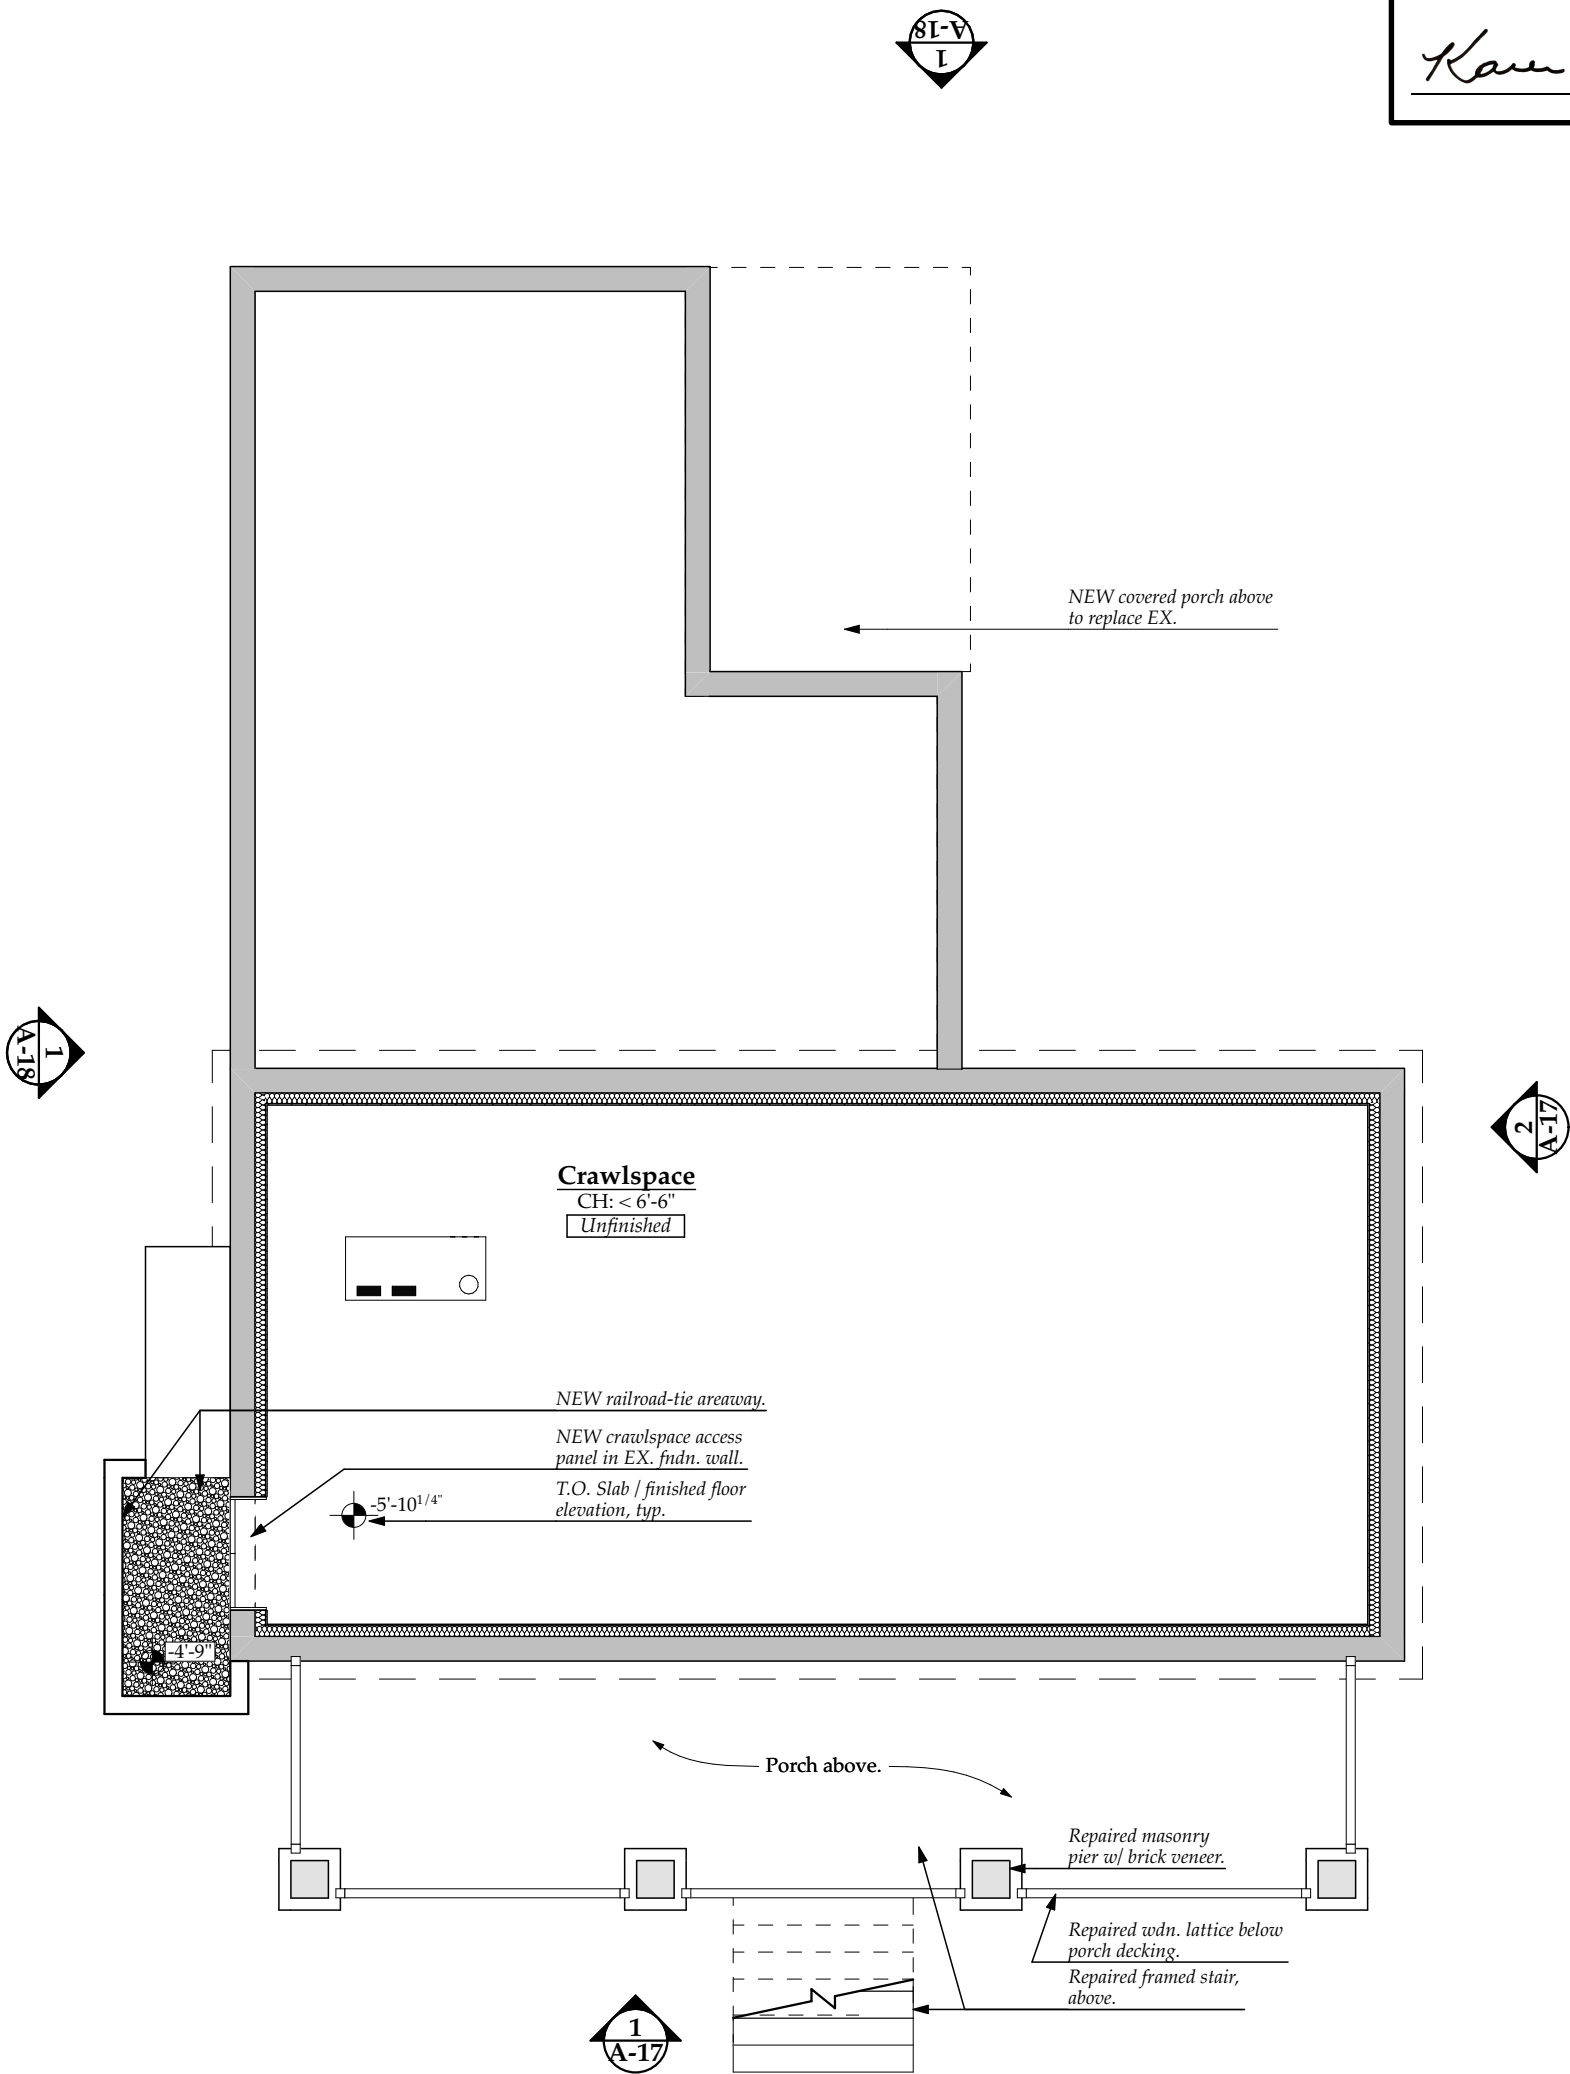 A-18
1
Karen
NEW covered porch above
to replace EX.
1
A-18
2
A-17
Crawlspace
CH: < 6'-6"
Unfinished
NEW railroad-tie areaway.
NEW crawlspace access
panel in EX. fndn. wall.
T.O. Slab / finished floor
elevation, typ.
-5'-10 1/4"
-4'-9"
Porch above.
Repaired masonry
pier w/ brick veneer.
Repaired wdn. lattice below
porch decking.
Repaired framed stair,
above.
1
A-17